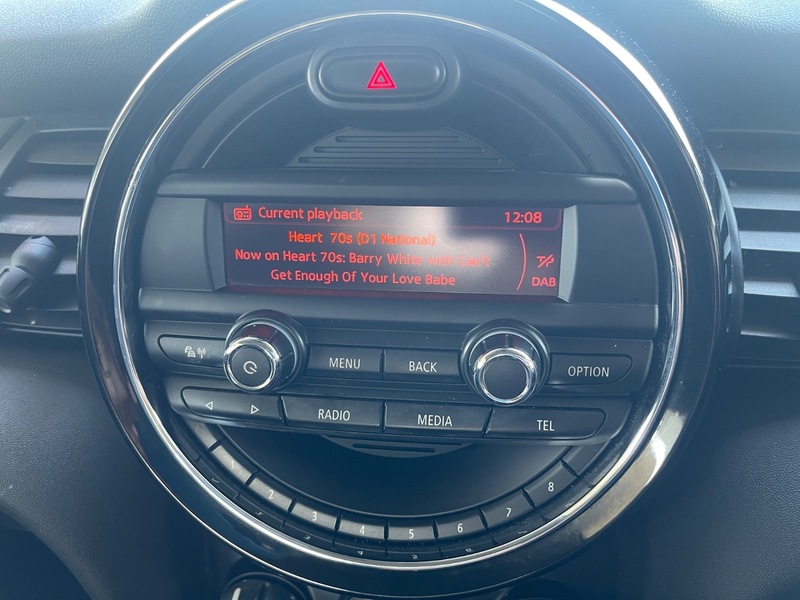 Current playback 12:08
Heart 70s (D1 National)
Now on Heart 70s: Barry White with Can't
Get Enough Of Your Love Babe
DAB
MENU BACK OPTION
RADIO MEDIA TEL
1 2 3 4 5 6 7 8